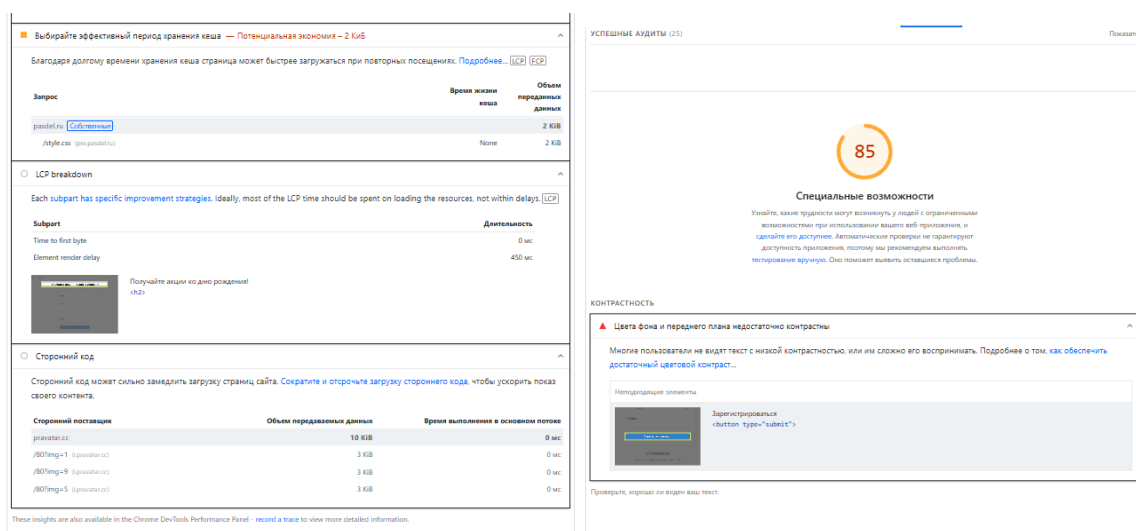 Выбирайте эффективный период хранения кеша — Потенциальная экономия – 2 КиБ
Благодаря долгому времени хранения кеша страница может быстрее загружаться при повторных посещениях. Подробнее... LCP FCP
Запрос
Время жизни
кеша
Объем
переданных
данных
pasdel.ru Собственные 2 KiB
/style.css (pro.pasdel.ru) None 2 KiB
LCP breakdown
Each subpart has specific improvement strategies. Ideally, most of the LCP time should be spent on loading the resources, not within delays. LCP
Subpart Длительность
Time to first byte 0 мс
Element render delay 450 мс
Получайте акции ко дню рождения!
<h2>
Сторонний код
Сторонний код может сильно замедлить загрузку страниц сайта. Сократите и отсрочьте загрузку стороннего кода, чтобы ускорить показ
своего контента.
Сторонний поставщик Объем передаваемых данных Время выполнения в основном потоке
pravatar.cc 10 KiB 0 мс
/80?img=1 (i.pravatar.cc) 3 KiB 0 мс
/80?img=9 (i.pravatar.cc) 3 KiB 0 мс
/80?img=5 (i.pravatar.cc) 3 KiB 0 мс
These insights are also available in the Chrome DevTools Performance Panel - record a trace to view more detailed information.
УСПЕШНЫЕ АУДИТЫ (25) Показат
85
Специальные возможности
Узнайте, какие трудности могут возникнуть у людей с ограниченными
возможностями при использовании вашего веб-приложения, и
сделайте его доступнее. Автоматические проверки не гарантируют
доступность приложения, поэтому мы рекомендуем выполнять
тестирование вручную. Оно поможет выявить оставшиеся проблемы.
КОНТРАСТНОСТЬ
Цвета фона и переднего плана недостаточно контрастны
Многие пользователи не видят текст с низкой контрастностью, или им сложно его воспринимать. Подробнее о том, как обеспечить
достаточный цветовой контраст...
Неподходящие элементы
Зарегистрироваться
<button type="submit">
Проверьте, хорошо ли виден ваш текст.